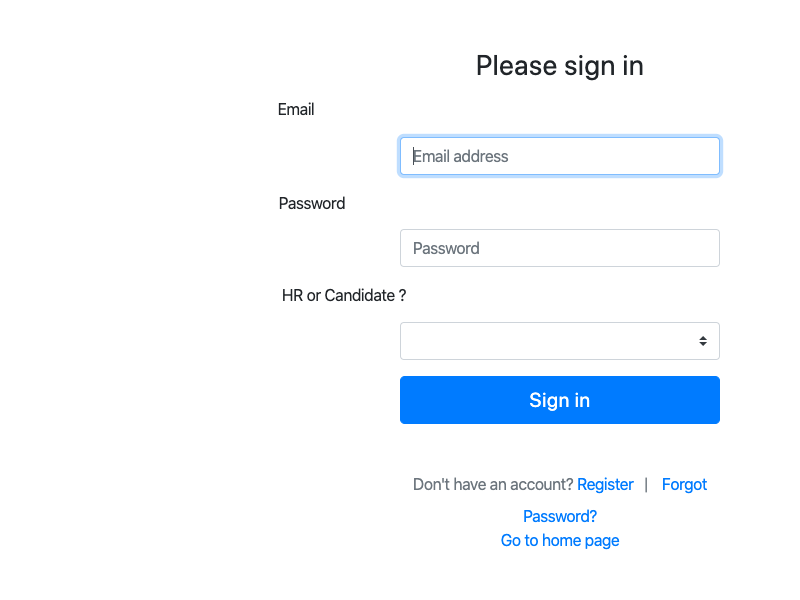 Please sign in
Email
Email address
Password
Password
HR or Candidate ?
Sign in
Don't have an account? Register | Forgot
Password?
Go to home page